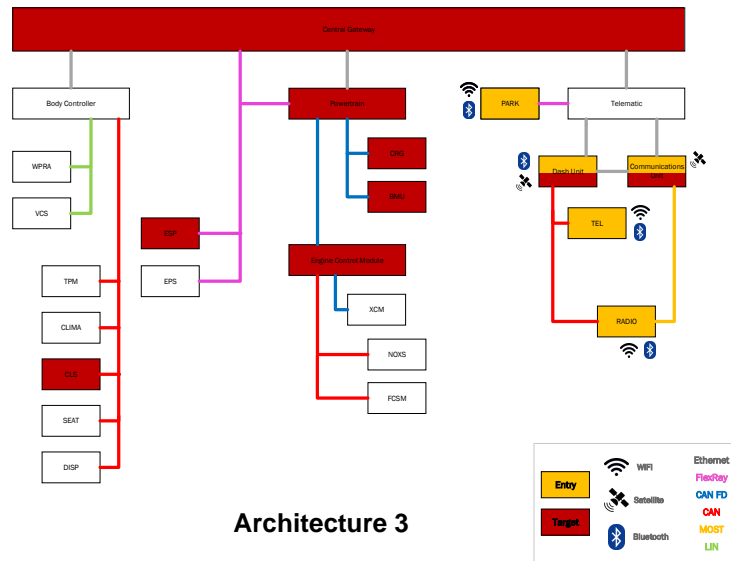 Central Gateway
Body Controller
Powertrain
PARK
Telematic
WPRA
VCS
CRG
BMU
Dash Unit
Communications
Unit
ESP
EPS
TEL
Engine Control Module
TPM
XCM
CLIMA
RADIO
NOXS
CLS
FCSM
SEAT
DISP
Entry
Target
WIFI
Satellite
Bluetooth
Ethernet
FlexRay
CAN FD
CAN
MOST
LIN
Architecture 3